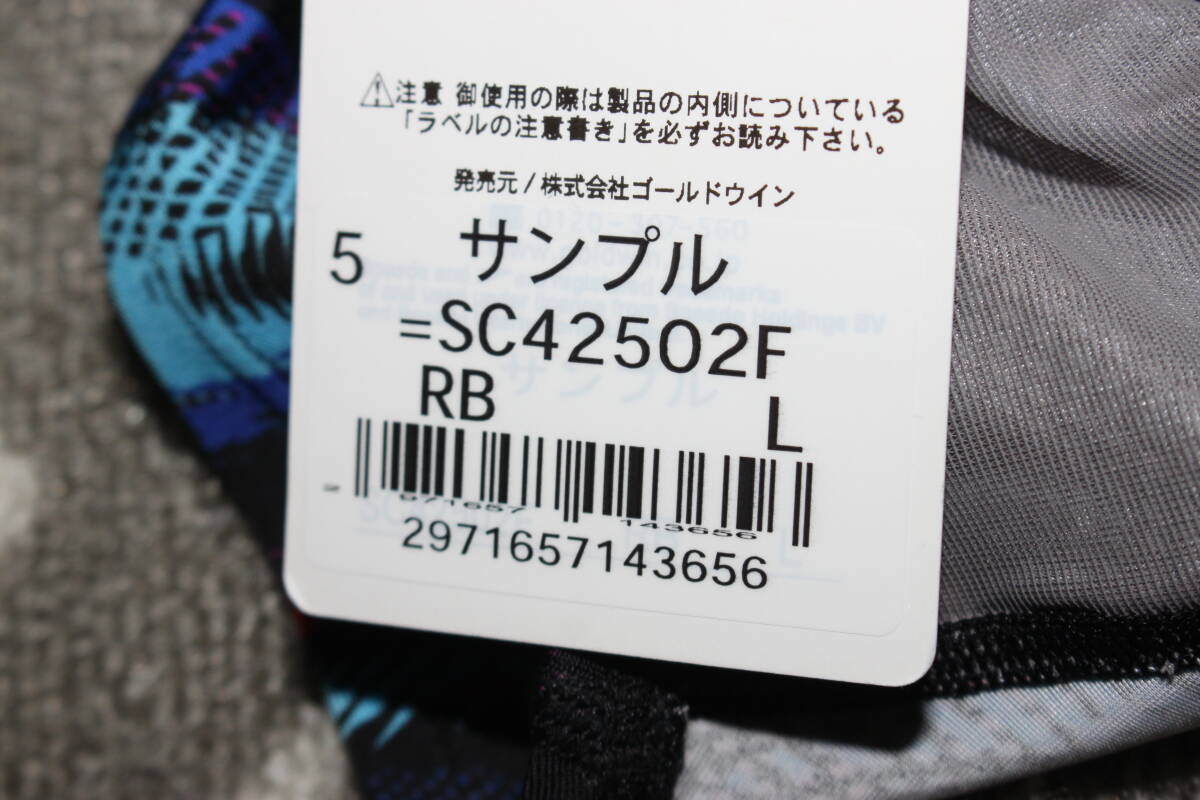 ⚠注意 御使用の際は製品の内側についている
「ラベルの注意書き」を必ずお読み下さい。
発売元 / 株式会社ゴールドウイン
5 サンプル
=SC42502F
RB L
971657 143656
2971657143656